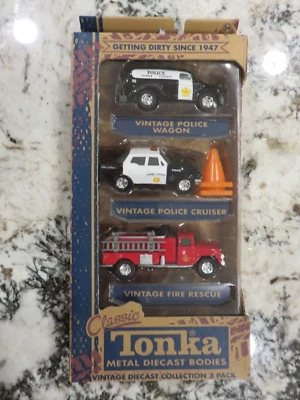 GETTING DIRTY SINCE 1947
POLICE
VINTAGE POLICE
WAGON
VINTAGE POLICE CRUISER
VINTAGE FIRE RESCUE
Classic
Tonka
METAL DIECAST BODIES
VINTAGE DIECAST COLLECTION 3 PACK